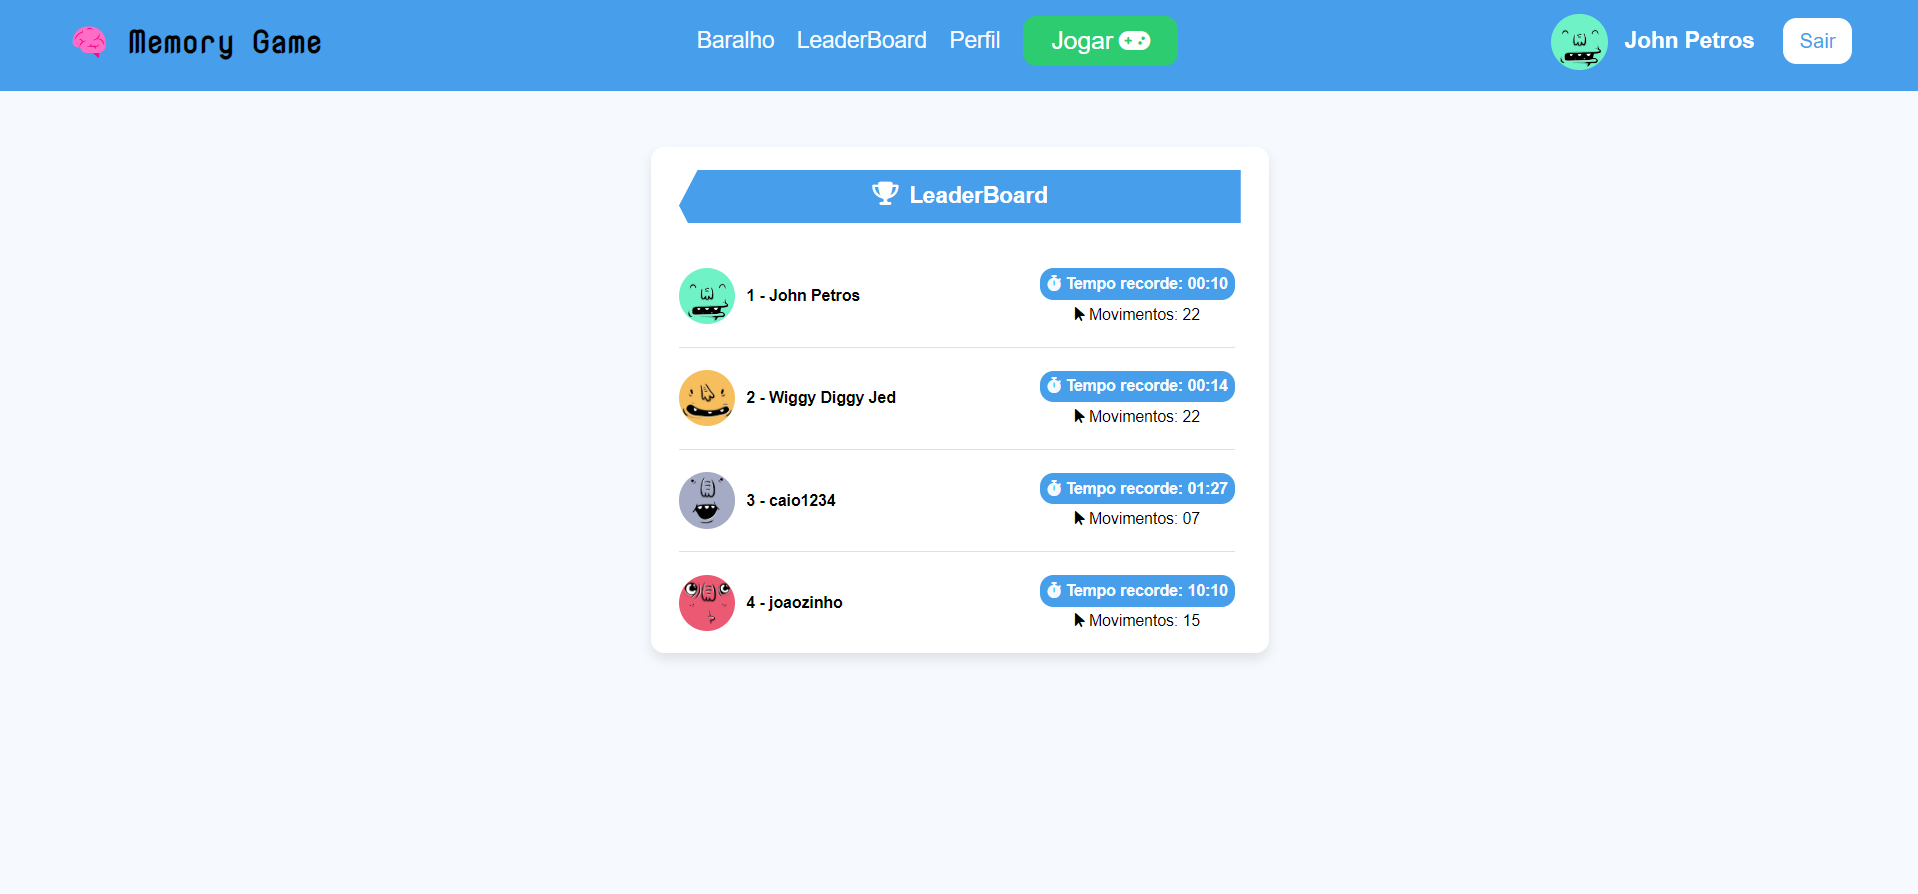 Memory Game
Baralho
LeaderBoard
Perfil
Jogar
John Petros
Sair
LeaderBoard
1 - John Petros
Tempo recorde: 00:10
Movimentos: 22
2 - Wiggy Diggy Jed
Tempo recorde: 00:14
Movimentos: 22
3 - caio1234
Tempo recorde: 01:27
Movimentos: 07
4 - joaozinho
Tempo recorde: 10:10
Movimentos: 15